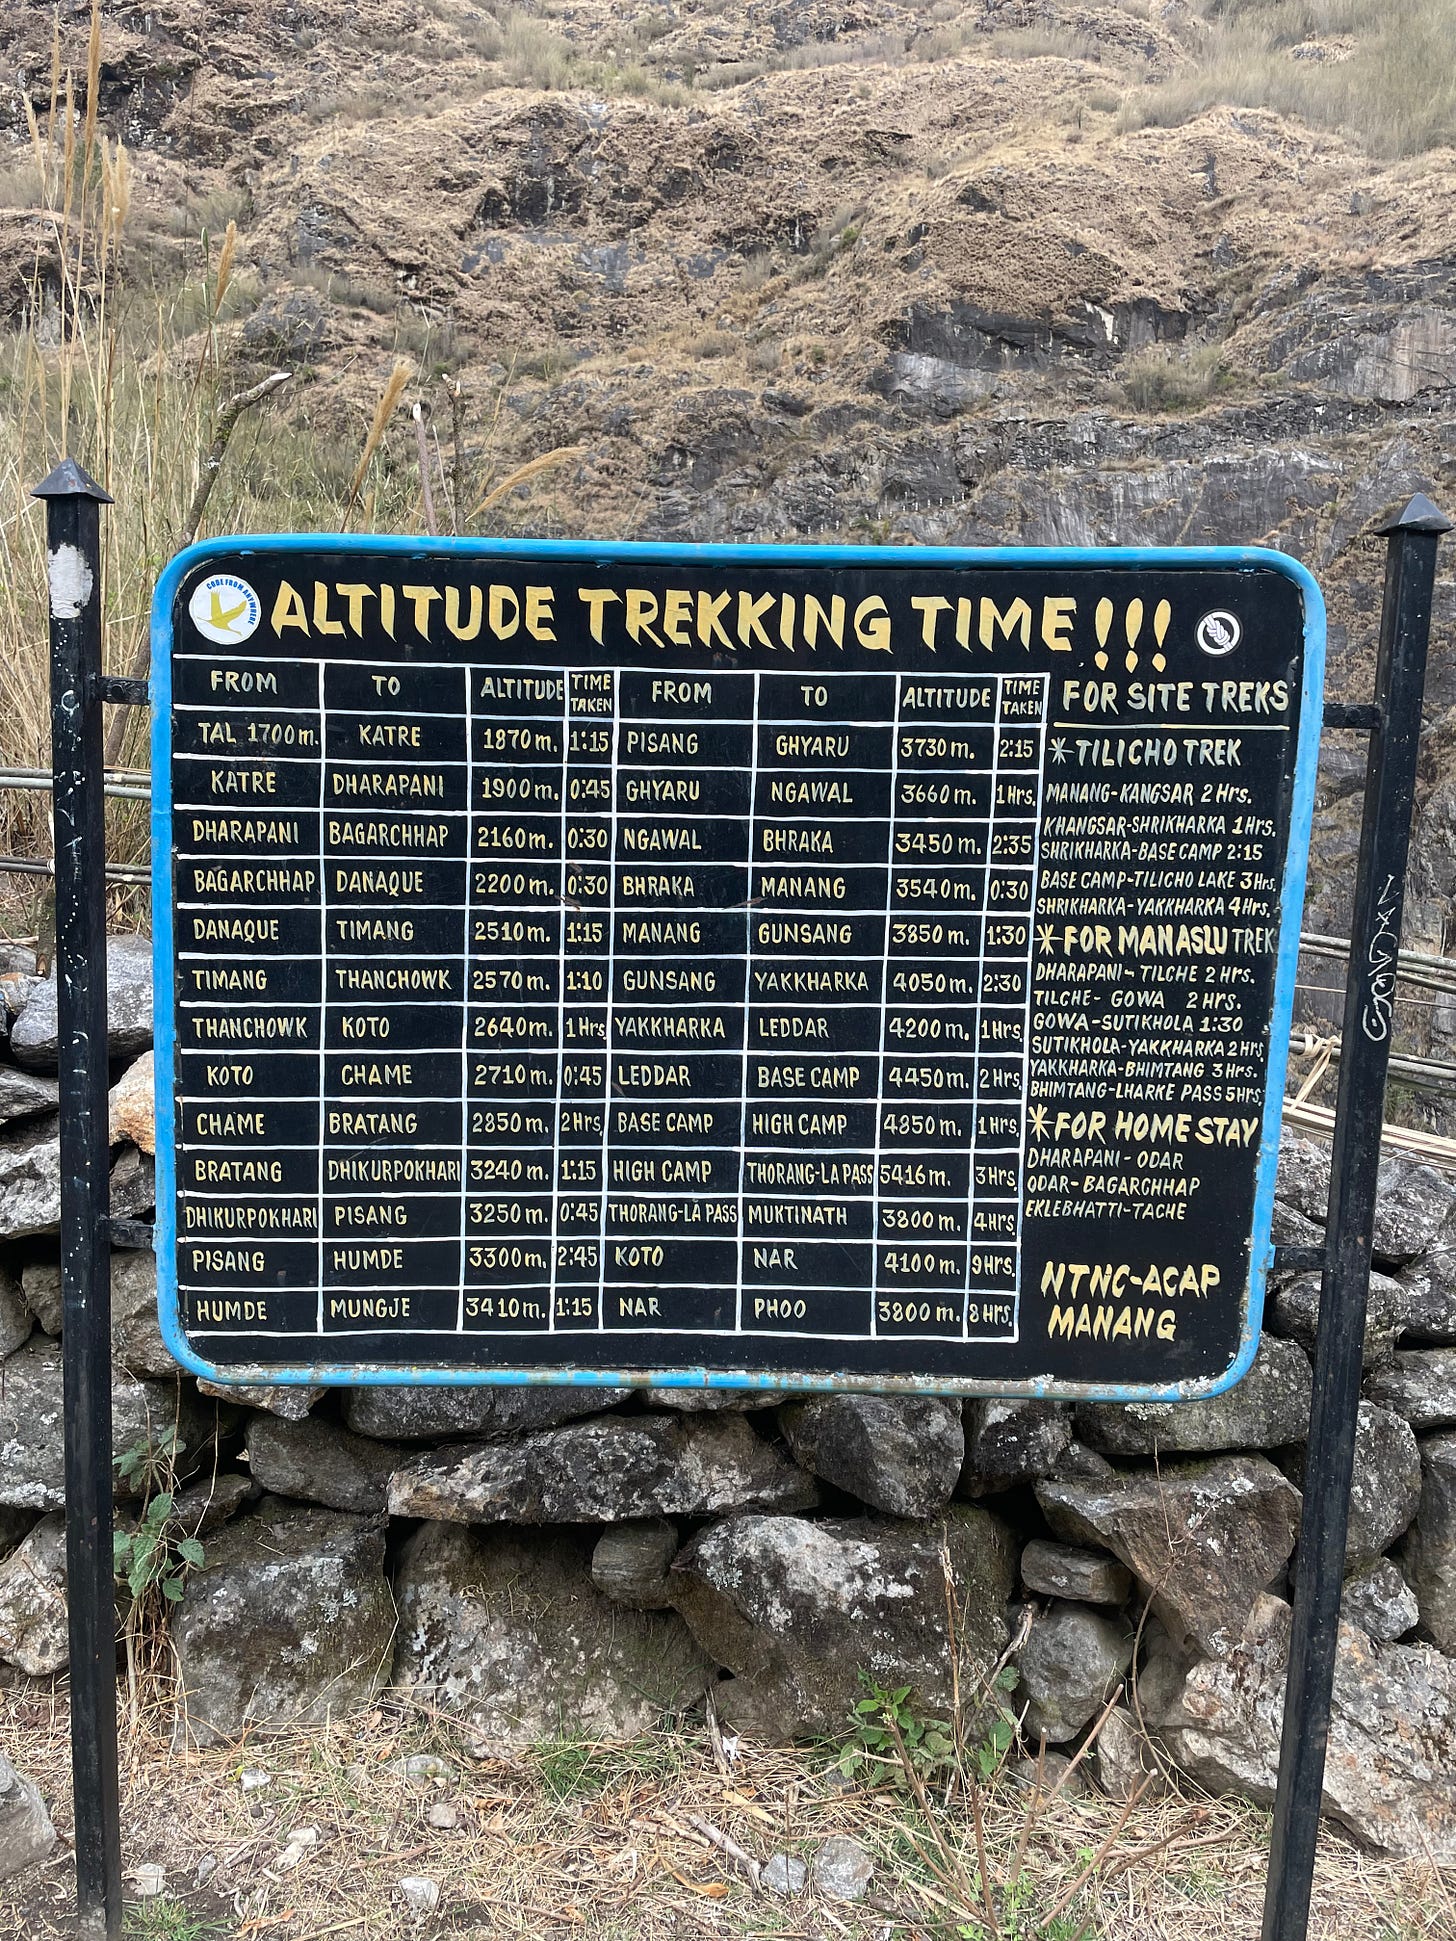 CODE FROM ANYWHERE
ALTITUDE TREKKING TIME !!!
FROM TO ALTITUDE TIME TAKEN FROM TO ALTITUDE TIME TAKEN
TAL 1700m. KATRE 1870m. 1:15 PISANG GHYARU 3730m. 2:15
KATRE DHARAPANI 1900m. 0:45 GHYARU NGAWAL 3660m. 1Hrs.
DHARAPANI BAGARCHHAP 2160m. 0:30 NGAWAL BHRAKA 3450m. 2:35
BAGARCHHAP DANAQUE 2200m. 0:30 BHRAKA MANANG 3540m. 0:30
DANAQUE TIMANG 2510m. 1:15 MANANG GUNSANG 3850m. 1:30
TIMANG THANCHOWK 2570m. 1:10 GUNSANG YAKKHARKA 4050m. 2:30
THANCHOWK KOTO 2640m. 1Hrs YAKKHARKA LEDDAR 4200m. 1Hrs
KOTO CHAME 2710m. 0:45 LEDDAR BASE CAMP 4450m. 2Hrs
CHAME BRATANG 2850m. 2Hrs. BASE CAMP HIGH CAMP 4850m. 1Hrs.
BRATANG DHIKURPOKHARI 3240m. 1:15 HIGH CAMP THORANG-LA PASS 5416m. 3Hrs.
DHIKURPOKHARI PISANG 3250m. 0:45 THORANG-LA PASS MUKTINATH 3800m. 4Hrs
PISANG HUMDE 3300m. 2:45 KOTO NAR 4100m. 9Hrs.
HUMDE MUNGJE 3410m. 1:15 NAR PHOO 3800m. 8Hrs.
FOR SITE TREKS
*TILICHO TREK
MANANG-KANGSAR 2Hrs.
KHANGSAR-SHRIKHARKA 1Hrs.
SHRIKHARKA-BASE CAMP 2:15
BASE CAMP-TILICHO LAKE 3Hrs.
SHRIKHARKA-YAKKHARKA 4Hrs.
*FOR MANASLU TREK
DHARAPANI-TILCHE 2Hrs.
TILCHE-GOWA 2Hrs.
GOWA-SUTIKHOLA 1:30
SUTIKHOLA-YAKKHARKA 2Hrs.
YAKKHARKA-BHIMTANG 3Hrs.
BHIMTANG-LHARKE PASS 5Hrs.
*FOR HOME STAY
DHARAPANI-ODAR
ODAR-BAGARCHHAP
EKLEBHATTI-TACHE
NTNC-ACAP
MANANG